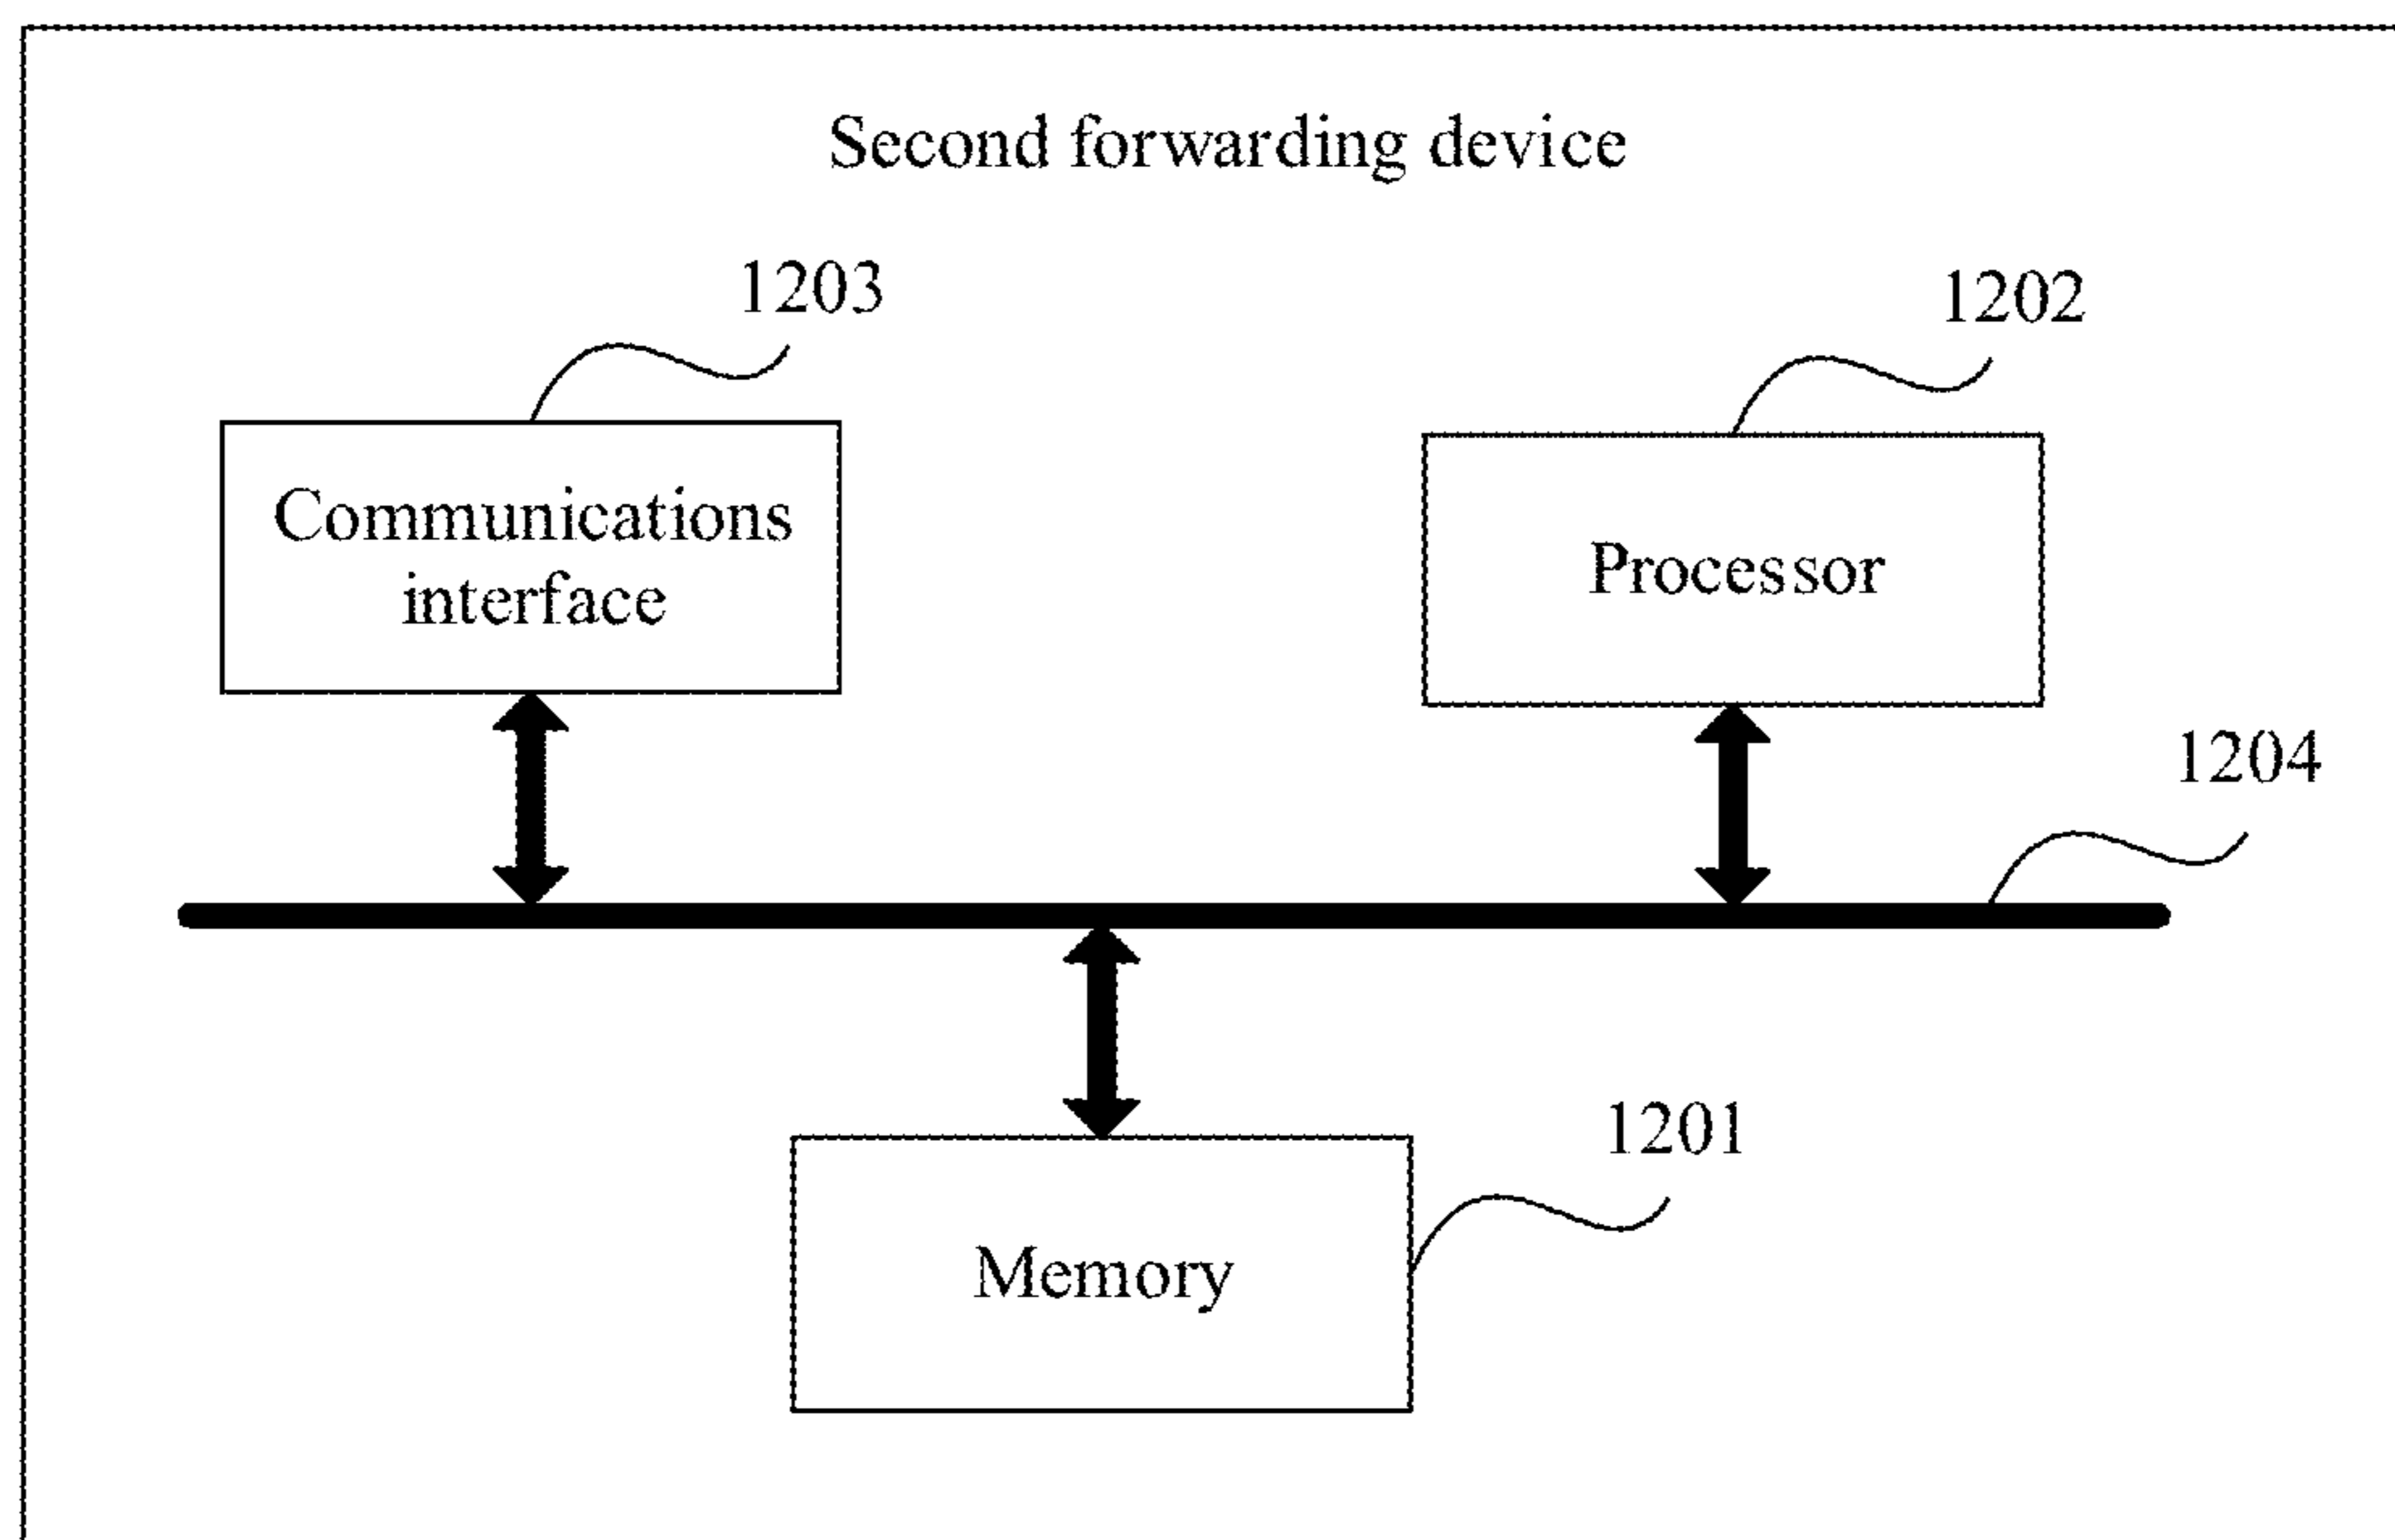 Second forwarding device
1203
1202
Communications
interface
Processor
1204
1201
Memory